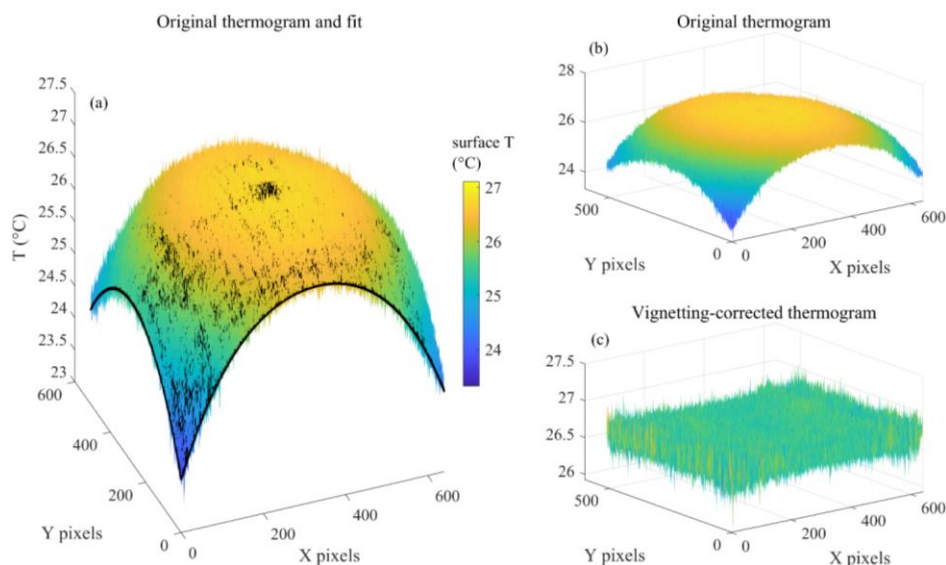 Original thermogram and fit
(a)
27.5
27
26.5
26
25.5
25
24.5
24
23.5
23
T (°C)
600
400
200
0
Y pixels
0
200
400
600
X pixels
surface T
(°C)
27
26
25
24
Original thermogram
(b)
28
26
24
500
0
Y pixels
0
200
400
600
X pixels
Vignetting-corrected thermogram
(c)
27.5
27
26.5
26
500
0
Y pixels
0
200
400
600
X pixels